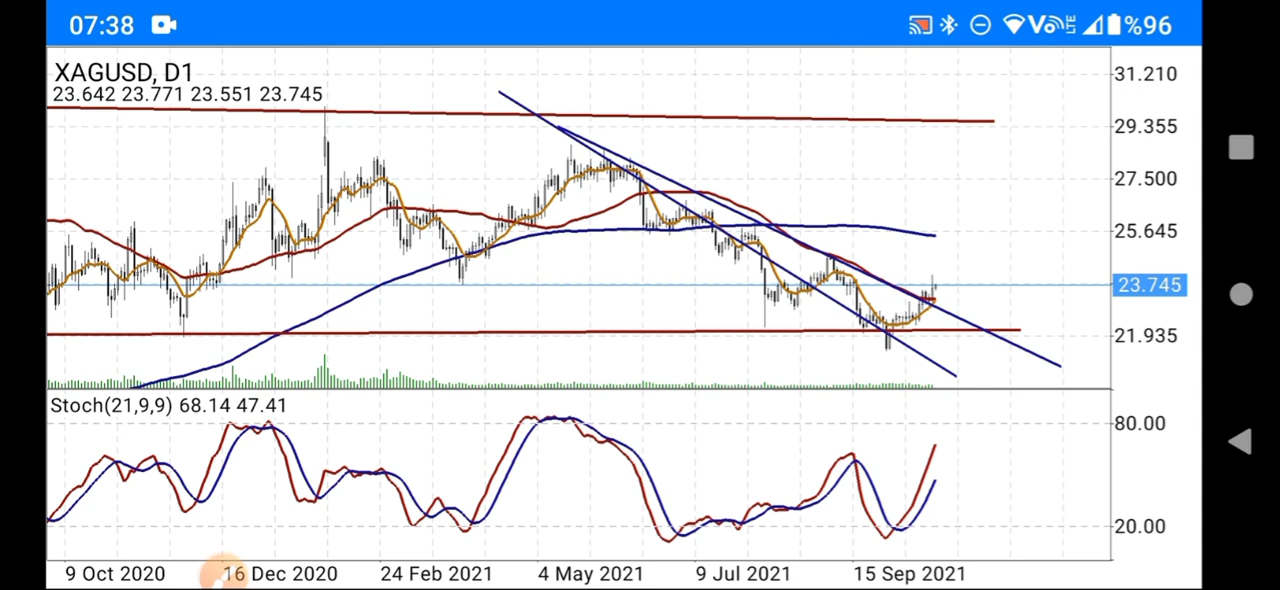 07:38 %96
XAGUSD, D1
23.642 23.771 23.551 23.745
31.210
29.355
27.500
25.645
23.745
21.935
Stoch(21,9,9) 68.14 47.41
80.00
20.00
9 Oct 2020 16 Dec 2020 24 Feb 2021 4 May 2021 9 Jul 2021 15 Sep 2021